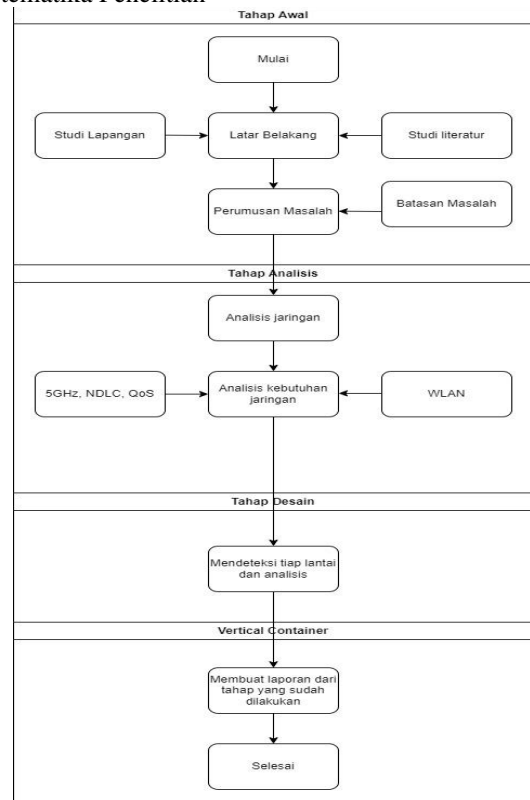 tematika Penelitian
Tahap Awal
Mulai
Studi Lapangan
Latar Belakang
Studi literatur
Perumusan Masalah
Batasan Masalah
Tahap Analisis
Analisis jaringan
5GHz, NDLC, QoS
Analisis kebutuhan
jaringan
WLAN
Tahap Desain
Mendeteksi tiap lantai
dan analisis
Vertical Container
Membuat laporan dari
tahap yang sudah
dilakukan
Selesai